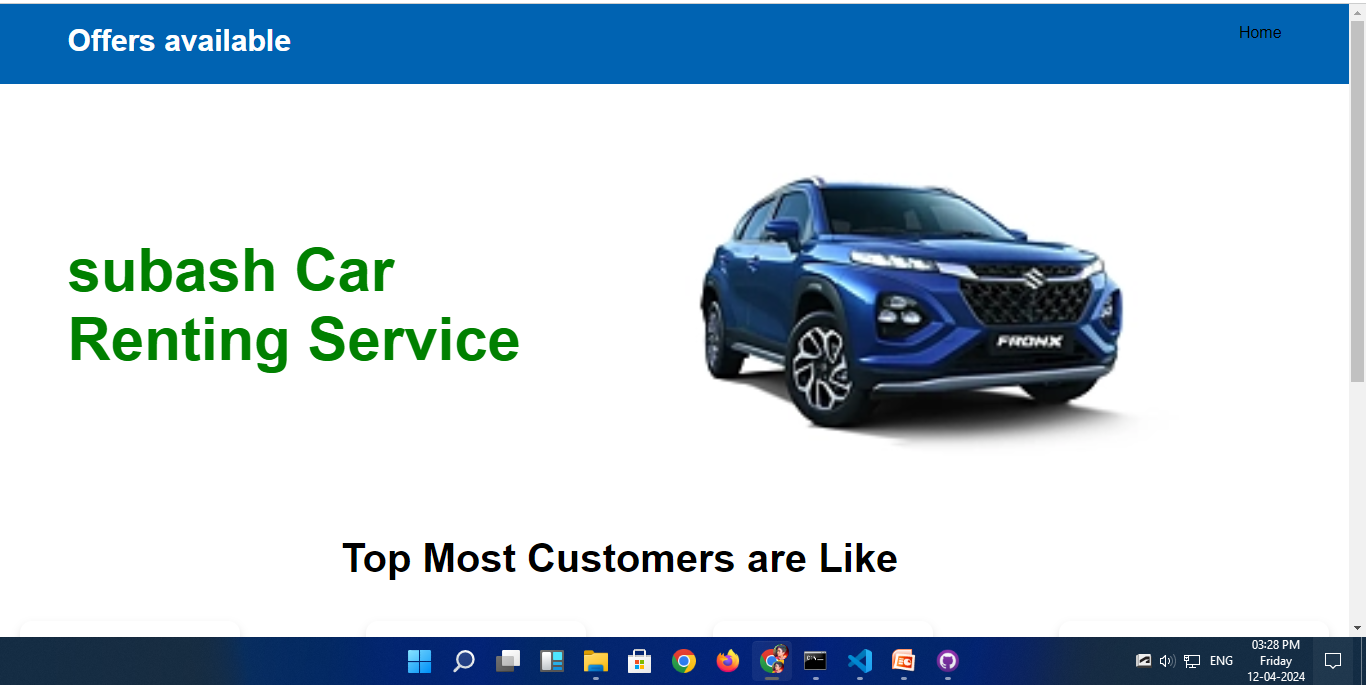 Offers available
Home
subash Car
Renting Service
FRONX
Top Most Customers are Like
ENG
03:28 PM
Friday
12-04-2024